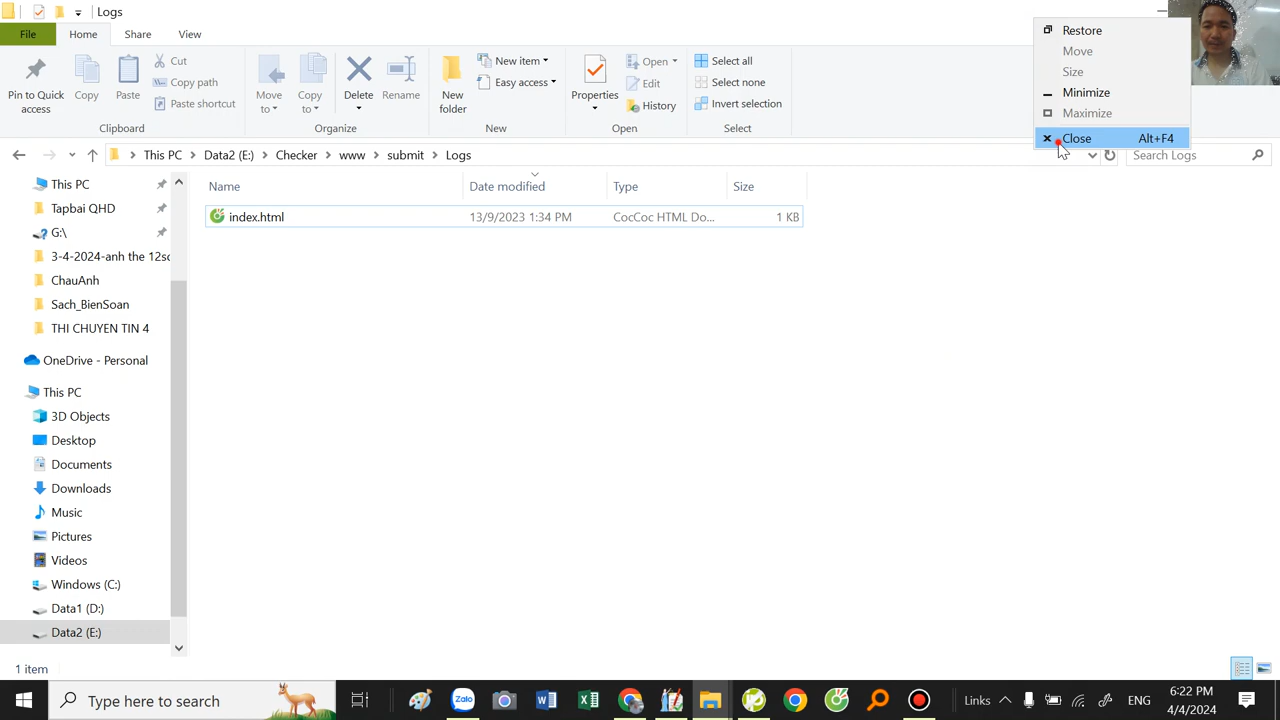 Logs
File Home Share View
Pin to Quick access
Copy
Paste
Cut
Copy path
Paste shortcut
Clipboard
Move to
Copy to
Delete
Rename
Organize
New folder
New item
Easy access
New
Properties
Open
Edit
History
Open
Select all
Select none
Invert selection
Select
Restore
Move
Size
Minimize
Maximize
Close Alt+F4
This PC Data2 (E:) Checker www submit Logs
Search Logs
Name Date modified Type Size
index.html 13/9/2023 1:34 PM CocCoc HTML Do... 1 KB
This PC
Tapbai QHD
G:\
3-4-2024-anh the 12sc
ChauAnh
Sach_BienSoan
THI CHUYEN TIN 4
OneDrive - Personal
This PC
3D Objects
Desktop
Documents
Downloads
Music
Pictures
Videos
Windows (C:)
Data1 (D:)
Data2 (E:)
1 item
Type here to search
Zalo
Links
ENG
6:22 PM
4/4/2024